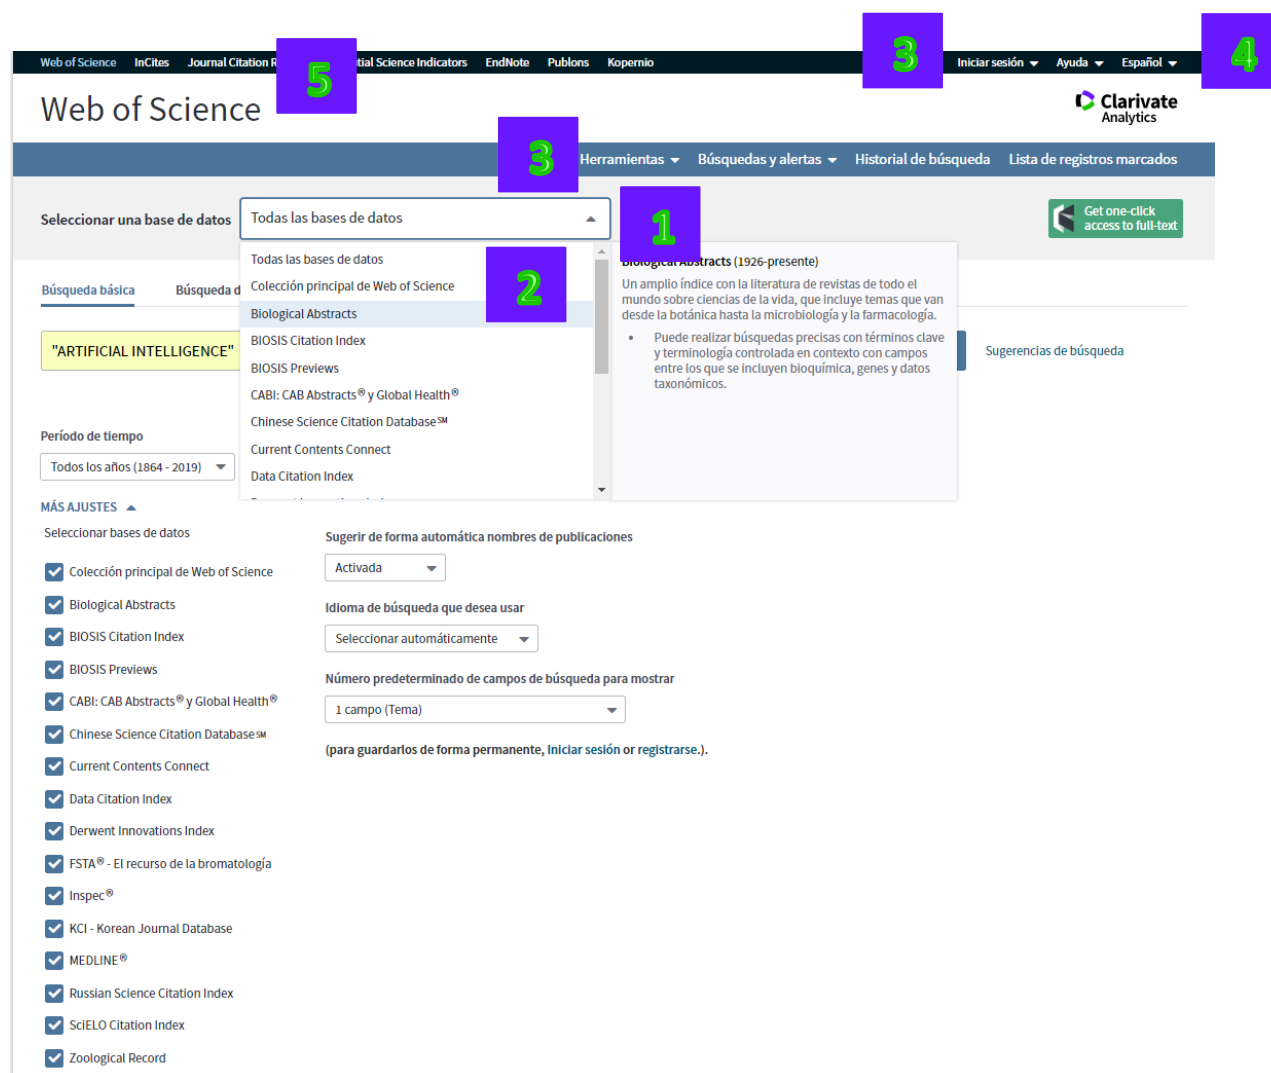 3
4
5
Web of Science InCites Journal Citation tial Science Indicators EndNote Publons Kopernio Iniciar sesión Ayuda Español
Web of Science
Clarivate
Analytics
3
Herramientas Búsquedas y alertas Historial de búsqueda Lista de registros marcados
1
Seleccionar una base de datos Todas las bases de datos
Get one-click
access to full-text
2
Todas las bases de datos
Colección principal de Web of Science
Biological Abstracts
BIOSIS Citation Index
BIOSIS Previews
CABI: CAB Abstracts® y Global Health®
Chinese Science Citation Database℠
Current Contents Connect
Data Citation Index
Biological Abstracts (1926-presente)
Un amplio índice con la literatura de revistas de todo el
mundo sobre ciencias de la vida, que incluye temas que van
desde la botánica hasta la microbiología y la farmacología.
• Puede realizar búsquedas precisas con términos clave
y terminología controlada en contexto con campos
entre los que se incluyen bioquímica, genes y datos
taxonómicos.
Búsqueda básica Búsqueda d
"ARTIFICIAL INTELLIGENCE"
Sugerencias de búsqueda
Período de tiempo
Todos los años (1864 - 2019)
MÁS AJUSTES
Seleccionar bases de datos
Colección principal de Web of Science
Biological Abstracts
BIOSIS Citation Index
BIOSIS Previews
CABI: CAB Abstracts® y Global Health®
Chinese Science Citation Database℠
Current Contents Connect
Data Citation Index
Derwent Innovations Index
FSTA® - El recurso de la bromatología
Inspec®
KCI - Korean Journal Database
MEDLINE®
Russian Science Citation Index
SciELO Citation Index
Zoological Record
Sugerir de forma automática nombres de publicaciones
Activada
Idioma de búsqueda que desea usar
Seleccionar automáticamente
Número predeterminado de campos de búsqueda para mostrar
1 campo (Tema)
(para guardarlos de forma permanente, Iniciar sesión or registrarse.).